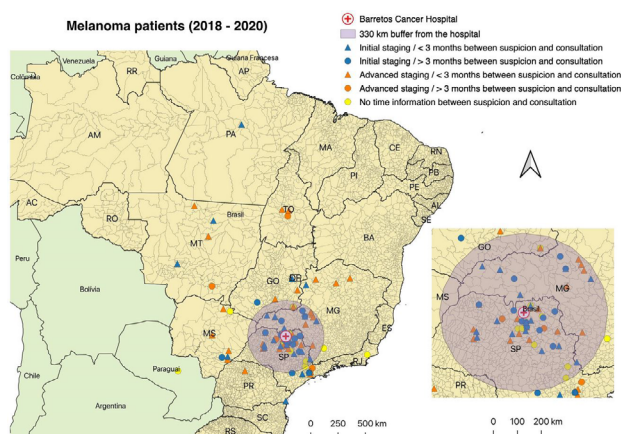 Melanoma patients (2018 - 2020)
Barretos Cancer Hospital
330 km buffer from the hospital
Initial staging / < 3 months between suspicion and consultation
Initial staging / > 3 months between suspicion and consultation
Advanced staging / < 3 months between suspicion and consultation
Advanced staging / > 3 months between suspicion and consultation
No time information between suspicion and consultation
Venezuela
Guiana
Guiana Francesa
Colômbia
RR
AP
AM
PA
MA
CE
RN
PB
PI
PE
AL
SE
AC
RO
TO
Brasil
MT
BA
Peru
Bolívia
GO
MG
ES
MS
SP
RJ
Paraguai
PR
Chile
Argentina
SC
RS
0 250 500 km
GO
MS
MG
SP
PR
0 100 200 km